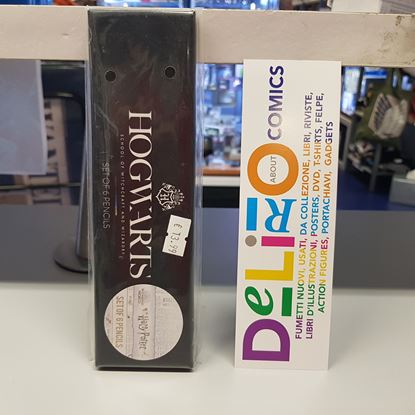 HOGWARTS
SCHOOL OF WITCHCRAFT AND WIZARDRY
SET OF 6 PENCILS
€ 13,99
Harry Potter
SET OF 6 PENCILS
DeLiRIO
ABOUT
COMICS
FUMETTI NUOVI, USATI, DA COLLEZIONE, LIBRI, RIVISTE,
LIBRI D'ILLUSTRAZIONI, POSTERS, DVD, T-SHIRTS, FELPE,
ACTION FIGURES, PORTACHIAVI, GADGETS